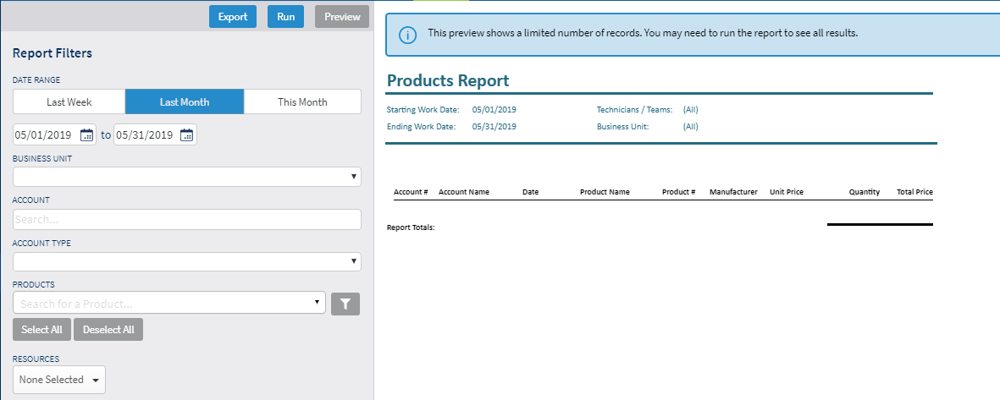 Export Run Preview
Report Filters
DATE RANGE
Last Week Last Month This Month
05/01/2019 to 05/31/2019
BUSINESS UNIT
ACCOUNT
Search...
ACCOUNT TYPE
PRODUCTS
Search for a Product...
Select All Deselect All
RESOURCES
None Selected
This preview shows a limited number of records. You may need to run the report to see all results.
Products Report
Starting Work Date: 05/01/2019 Technicians / Teams: (All)
Ending Work Date: 05/31/2019 Business Unit: (All)
Account # Account Name Date Product Name Product # Manufacturer Unit Price Quantity Total Price
Report Totals: